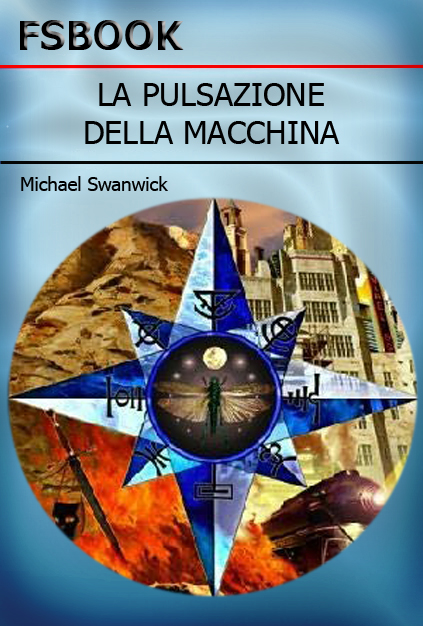 FSBOOK
LA PULSAZIONE
DELLA MACCHINA
Michael Swanwick